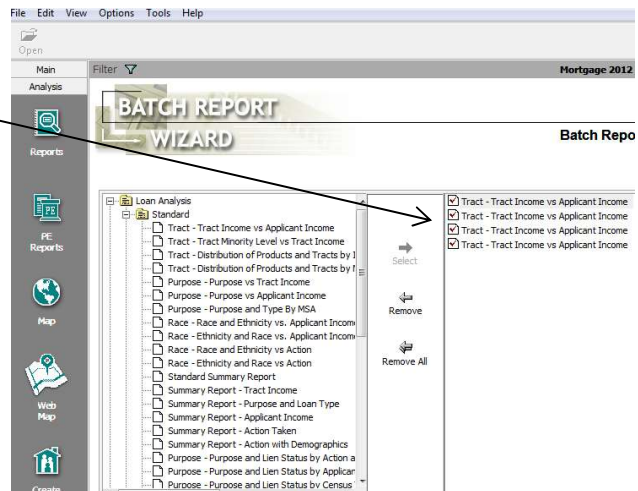 File Edit View Options Tools Help
Open
Main
Analysis
Reports
PE
Reports
Map
Web
Map
Create
Filter
Mortgage 2012
BATCH REPORT
WIZARD
Batch Repo
Loan Analysis
Standard
Tract - Tract Income vs Applicant Income
Tract - Tract Minority Level vs Tract Income
Tract - Distribution of Products and Tracts by
Tract - Distribution of Products and Tracts by
Purpose - Purpose vs Tract Income
Purpose - Purpose vs Applicant Income
Purpose - Purpose and Type By MSA
Race - Race and Ethnicity vs. Applicant Incom
Race - Ethnicity and Race vs. Applicant Incom
Race - Race and Ethnicity vs Action
Race - Ethnicity and Race vs Action
Standard Summary Report
Summary Report - Tract Income
Summary Report - Purpose and Loan Type
Summary Report - Applicant Income
Summary Report - Action Taken
Summary Report - Action with Demographics
Purpose - Purpose and Lien Status by Action a
Purpose - Purpose and Lien Status by Applican
Purpose - Purpose and Lien Status by Census
Select
Remove
Remove All
Tract - Tract Income vs Applicant Income
Tract - Tract Income vs Applicant Income
Tract - Tract Income vs Applicant Income
Tract - Tract Income vs Applicant Income